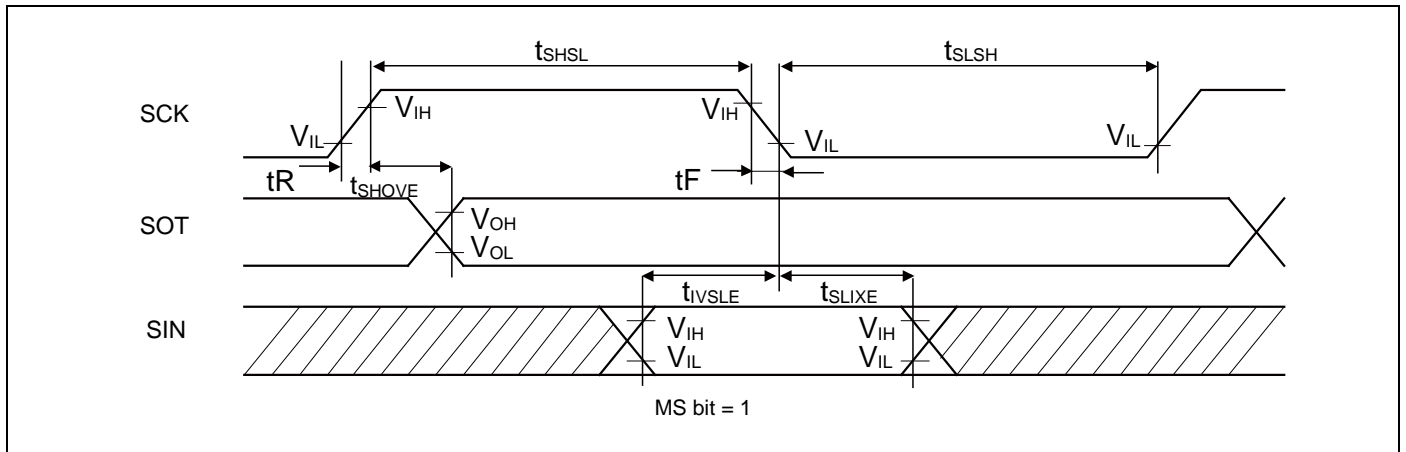 tSHSL tSLSH
SCK VIH VIH
VIL VIL VIL
tR tSHOVE tF
SOT VOH
VOL
tIVSLE tSLIXE
SIN VIH VIH
VIL VIL
MS bit = 1